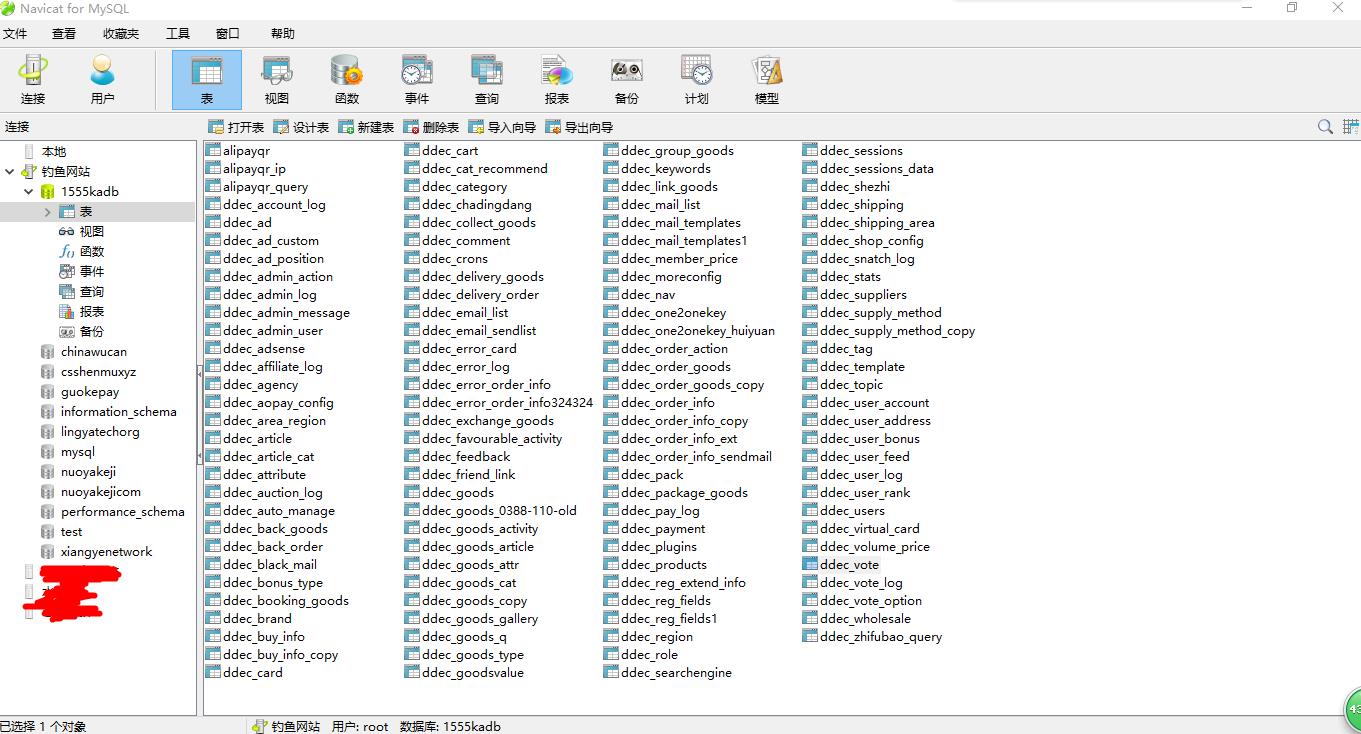 Navicat for MySQL
文件 查看 收藏夹 工具 窗口 帮助
连接 用户 表 视图 函数 事件 查询 报表 备份 计划 模型
连接
打开表 设计表 新建表 删除表 导入向导 导出向导
本地
钓鱼网站
1555kadb
表
视图
函数
事件
查询
报表
备份
chinawucan
csshenmuxyz
guokepay
information_schema
lingyatechorg
mysql
nuoyakeji
nuoyakejicom
performance_schema
test
xiangyenetwork
alipayqr
alipayqr_ip
alipayqr_query
ddec_account_log
ddec_ad
ddec_ad_custom
ddec_ad_position
ddec_admin_action
ddec_admin_log
ddec_admin_message
ddec_admin_user
ddec_adsense
ddec_affiliate_log
ddec_agency
ddec_aopay_config
ddec_area_region
ddec_article
ddec_article_cat
ddec_attribute
ddec_auction_log
ddec_auto_manage
ddec_back_goods
ddec_back_order
ddec_black_mail
ddec_bonus_type
ddec_booking_goods
ddec_brand
ddec_buy_info
ddec_buy_info_copy
ddec_card
ddec_cart
ddec_cat_recommend
ddec_category
ddec_chadingdang
ddec_collect_goods
ddec_comment
ddec_crons
ddec_delivery_goods
ddec_delivery_order
ddec_email_list
ddec_email_sendlist
ddec_error_card
ddec_error_log
ddec_error_order_info
ddec_error_order_info324324
ddec_exchange_goods
ddec_favourable_activity
ddec_feedback
ddec_friend_link
ddec_goods
ddec_goods_0388-110-old
ddec_goods_activity
ddec_goods_article
ddec_goods_attr
ddec_goods_cat
ddec_goods_copy
ddec_goods_gallery
ddec_goods_q
ddec_goods_type
ddec_goodsvalue
ddec_group_goods
ddec_keywords
ddec_link_goods
ddec_mail_list
ddec_mail_templates
ddec_mail_templates1
ddec_member_price
ddec_moreconfig
ddec_nav
ddec_one2onekey
ddec_one2onekey_huiyuan
ddec_order_action
ddec_order_goods
ddec_order_goods_copy
ddec_order_info
ddec_order_info_copy
ddec_order_info_ext
ddec_order_info_sendmail
ddec_pack
ddec_package_goods
ddec_pay_log
ddec_payment
ddec_plugins
ddec_products
ddec_reg_extend_info
ddec_reg_fields
ddec_reg_fields1
ddec_region
ddec_role
ddec_searchengine
ddec_sessions
ddec_sessions_data
ddec_shezhi
ddec_shipping
ddec_shipping_area
ddec_shop_config
ddec_snatch_log
ddec_stats
ddec_suppliers
ddec_supply_method
ddec_supply_method_copy
ddec_tag
ddec_template
ddec_topic
ddec_user_account
ddec_user_address
ddec_user_bonus
ddec_user_feed
ddec_user_log
ddec_user_rank
ddec_users
ddec_virtual_card
ddec_volume_price
ddec_vote
ddec_vote_log
ddec_vote_option
ddec_wholesale
ddec_zhifubao_query
已选择 1 个对象 钓鱼网站 用户: root 数据库: 1555kadb